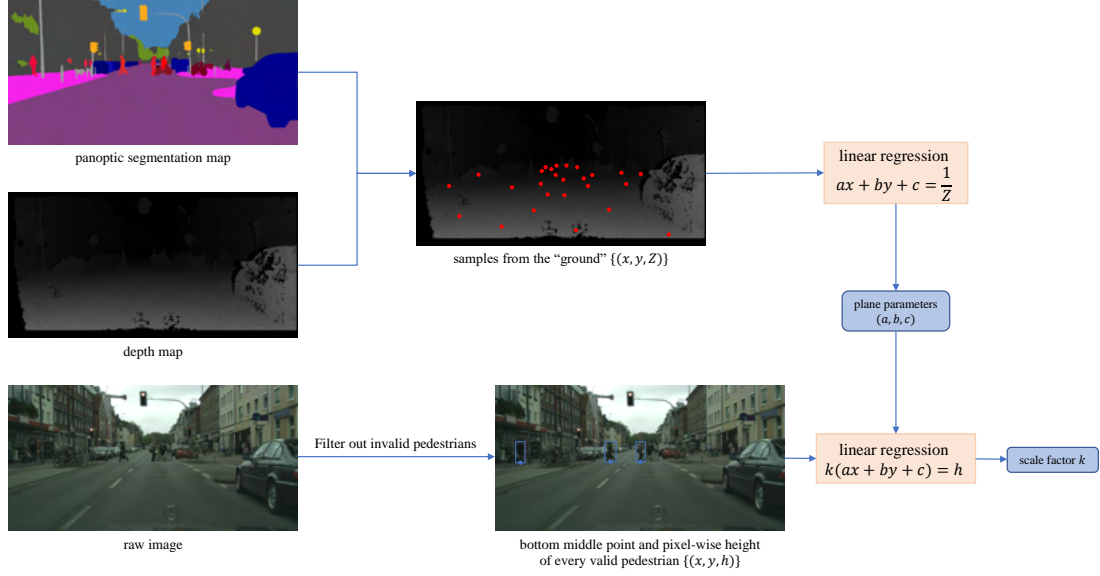 panoptic segmentation map
depth map
samples from the “ground” {(x, y, Z)}
linear regression
ax + by + c = 1/Z
plane parameters
(a, b, c)
raw image
Filter out invalid pedestrians
bottom middle point and pixel-wise height
of every valid pedestrian {(x, y, h)}
linear regression
k(ax + by + c) = h
scale factor k